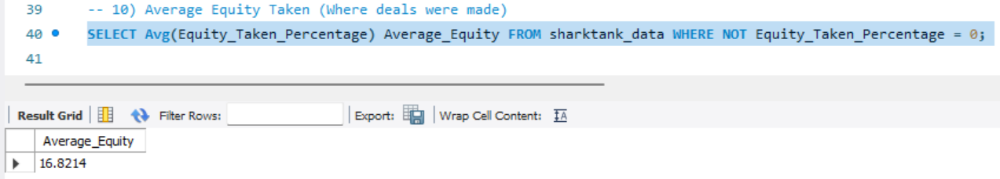 39 -- 10) Average Equity Taken (Where deals were made)
40 SELECT Avg(Equity_Taken_Percentage) Average_Equity FROM sharktank_data WHERE NOT Equity_Taken_Percentage = 0;
41
Result Grid Filter Rows: Export: Wrap Cell Content: IA
Average_Equity
16.8214